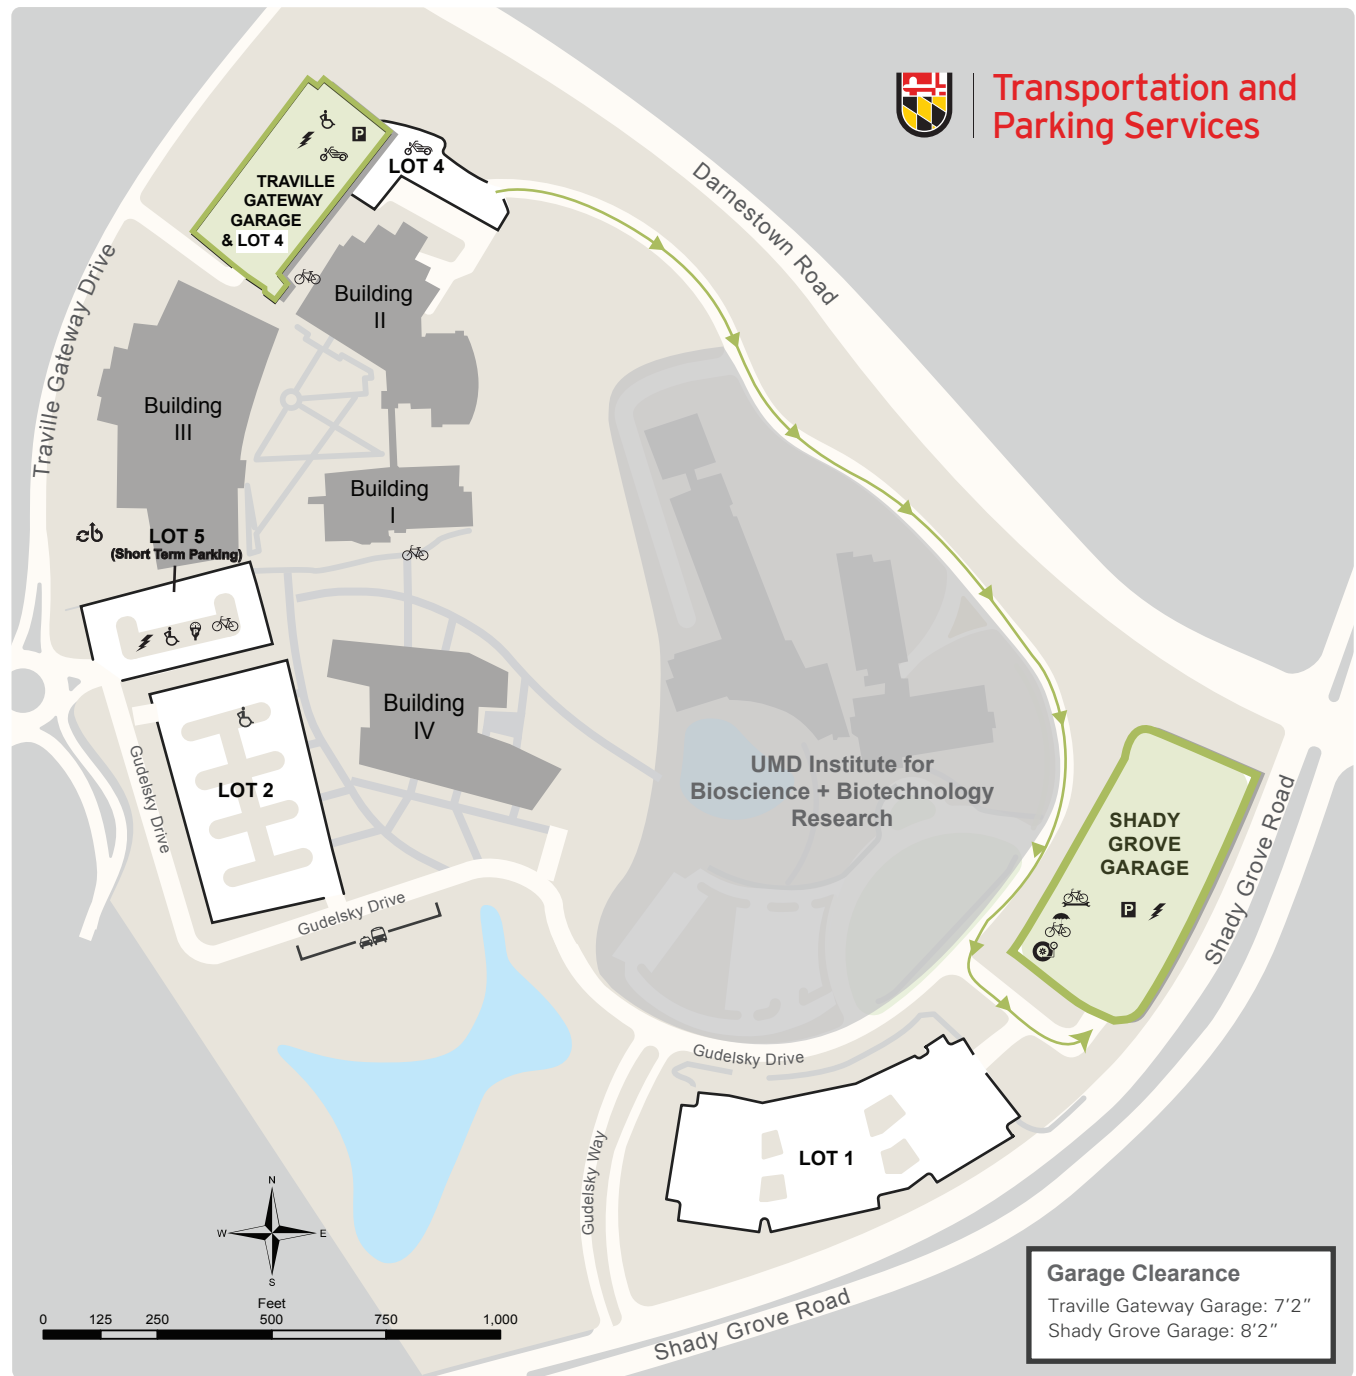 Transportation and
Parking Services
Darnestown Road
LOT 4
P
TRAVILLE
GATEWAY
GARAGE
& LOT 4
Traville Gateway Drive
Building
II
Building
III
Building
I
LOT 5
(Short Term Parking)
Building
IV
LOT 2
Gudelsky Drive
Gudelsky Drive
UMD Institute for
Bioscience + Biotechnology
Research
SHADY
GROVE
GARAGE
P
Shady Grove Road
Gudelsky Drive
LOT 1
Gudelsky Way
N
W
E
S
Feet
0 125 250 500 750 1,000
Shady Grove Road
Garage Clearance
Traville Gateway Garage: 7’2”
Shady Grove Garage: 8’2”